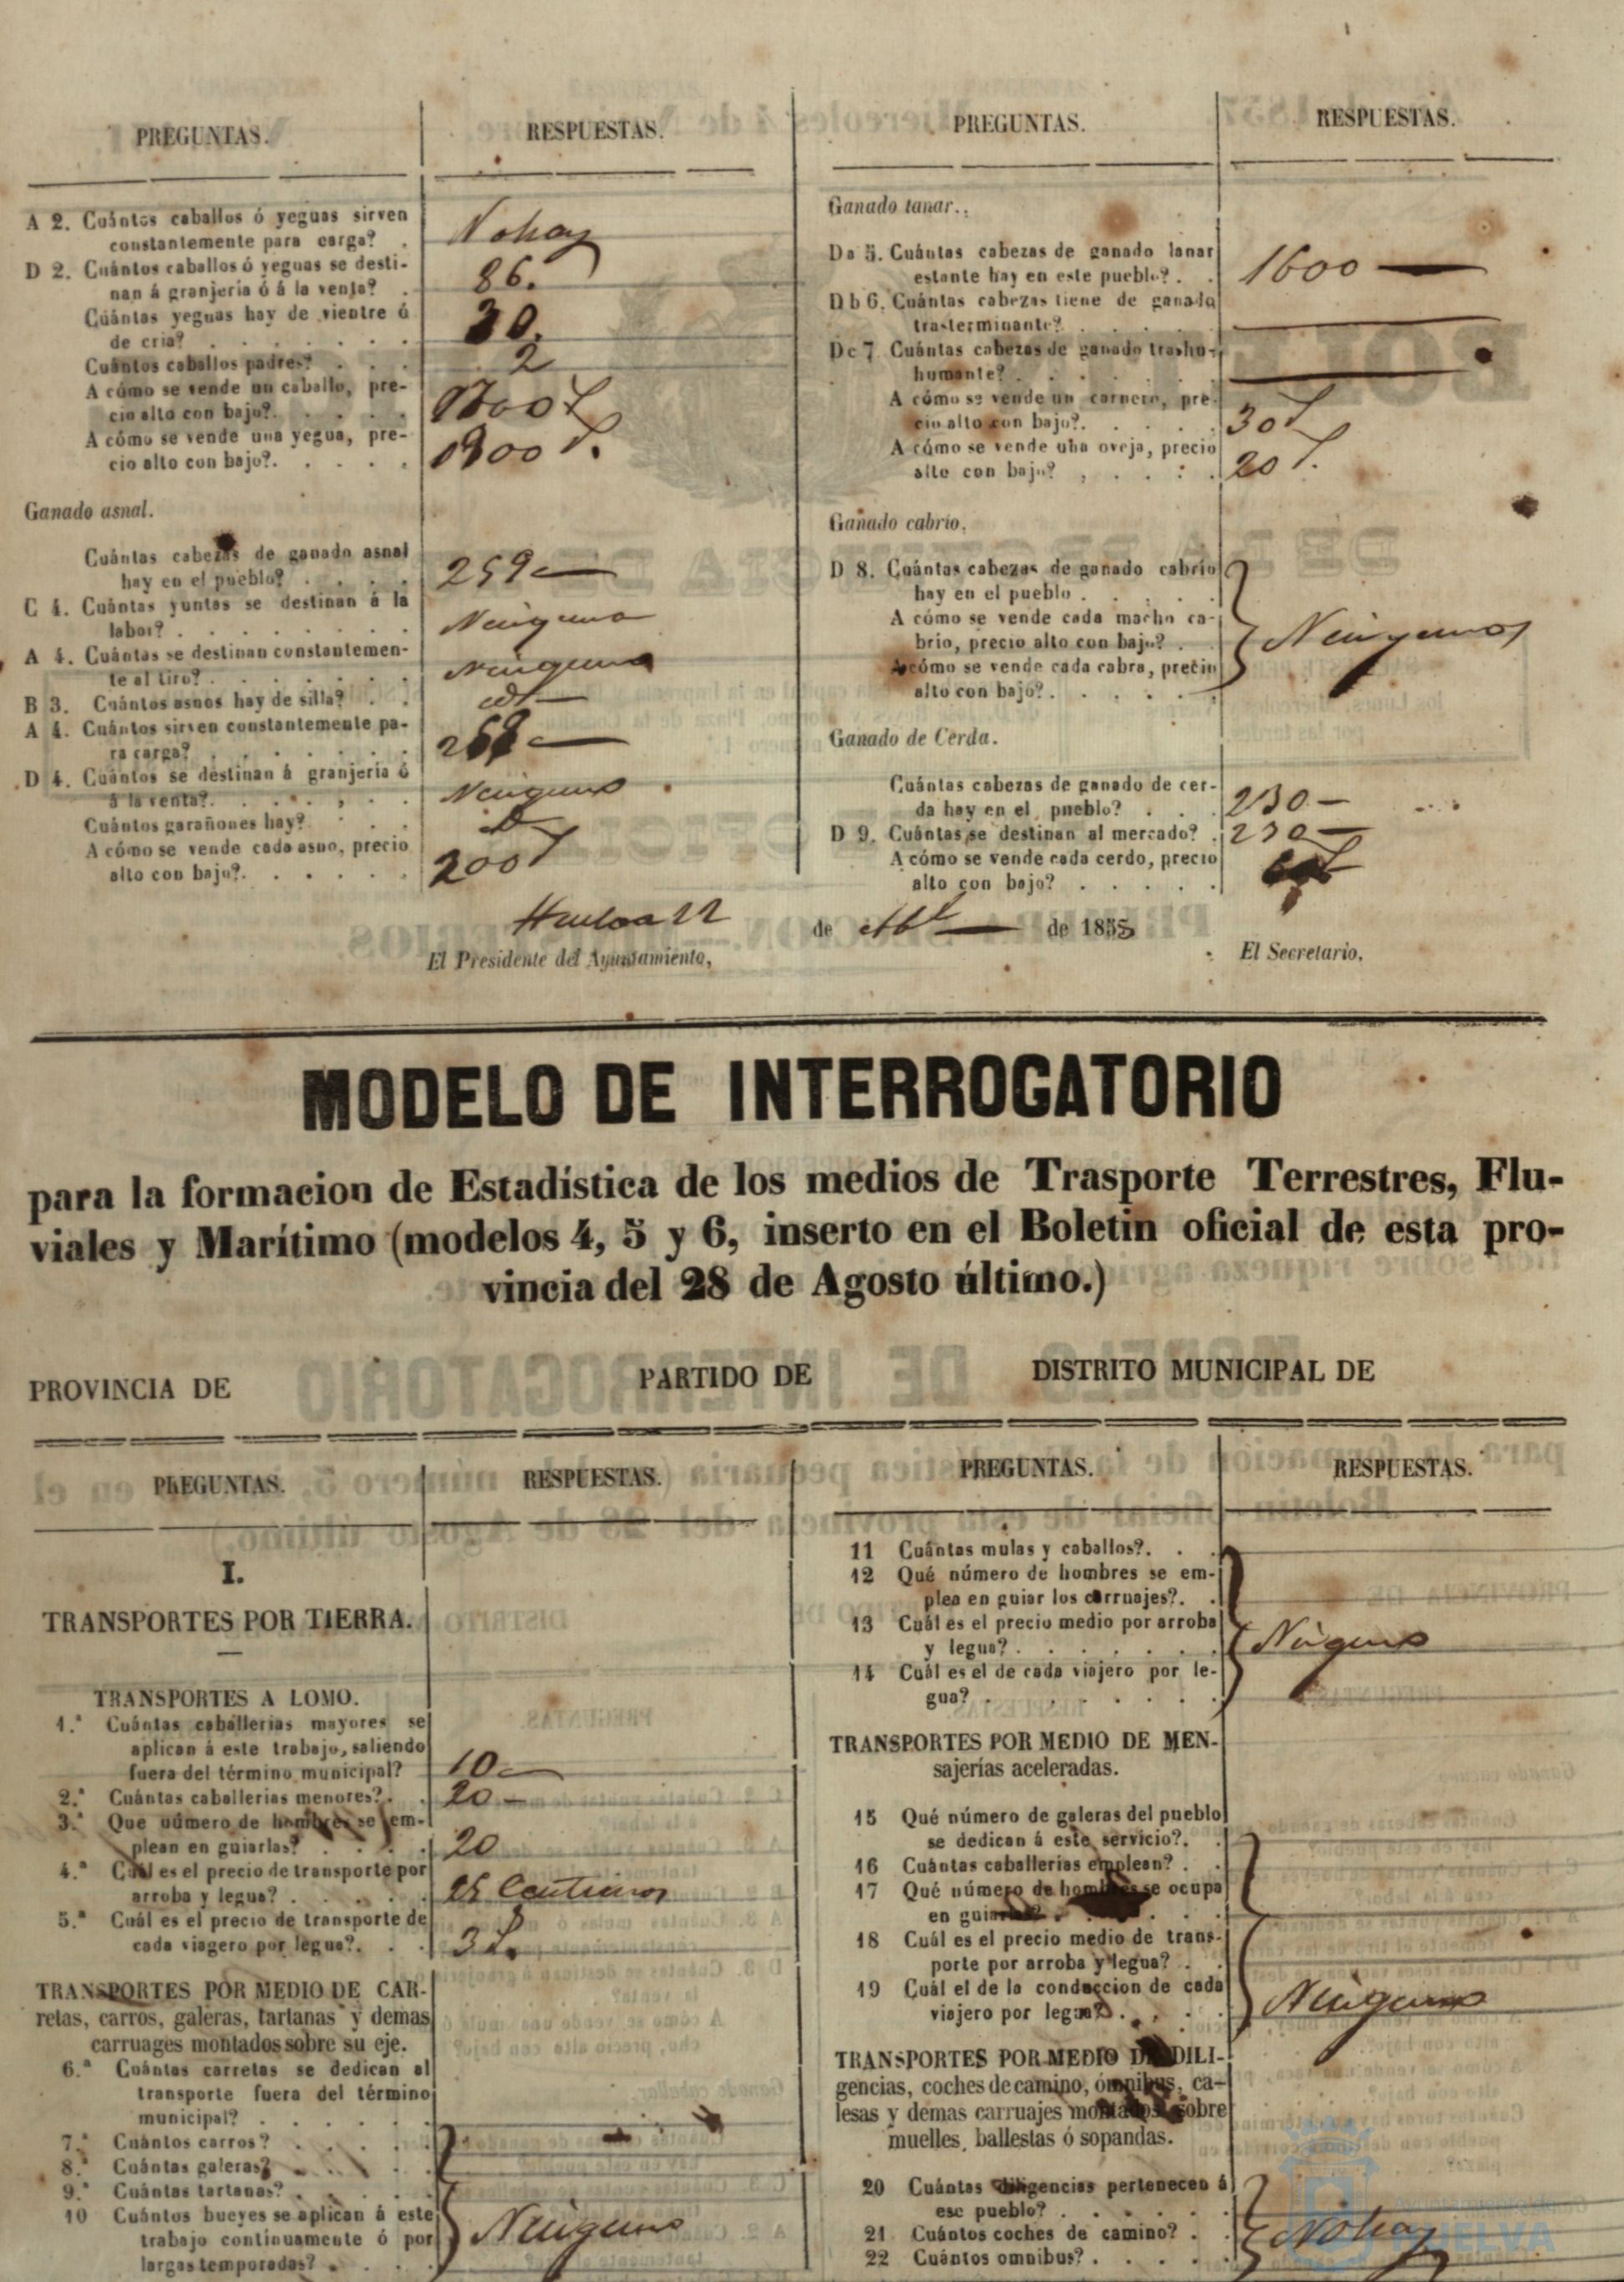 PREGUNTAS.
RESPUESTAS.
A 2. Cuántos caballos ó yeguas sirven
constantemente para carga? .
No hay
D 2. Cuántos caballos ó yeguas se desti-
nan á granjería ó á la venta? .
86.
Cuántas yeguas hay de vientre ó
de cria? . . . . . . .
30.
Cuántos caballos padres? . . .
2
A cómo se vende un caballo, pre-
cio alto con bajo?. . . . .
A cómo se vende una yegua, pre-
cio alto con bajo?. . . . .
Ganado asnal.
Cuántas cabezas de ganado asnal
hay en el pueblo? . . . .
259
C 4. Cuántas yuntas se destinan á la
labor? . . . . . . . .
Ninguna
A 4. Cuántas se destinan constantemen-
te al tiro? . . . . . . .
Ninguna
B 3. Cuántos asnos hay de silla? . .
A 4. Cuántos sirven constantemente pa-
ra carga? . . . . . . .
D 4. Cuántos se destinan á granjería ó
á la venta?. . . . . . .
Ninguno
Cuántos garañones hay? . . .
A cómo se vende cada asno, precio
alto con bajo?. . . . . .
200
PREGUNTAS.
RESPUESTAS.
Ganado lanar..
Da 5. Cuántas cabezas de ganado lanar
estante hay en este pueblo? . .
1600
Db 6. Cuántas cabezas tiene de ganado
trasterminante? . . . . .
Dc 7 Cuántas cabezas de ganado trashu-
humante? . . . . . . .
A cómo se vende un carnero, pre-
cio alto con bajo?. . . . .
30
A cómo se vende una oveja, precio
alto con bajo? , . . . .
20
Ganado cabrio.
D 8. Cuántas cabezas de ganado cabrio
hay en el pueblo . . . . .
A cómo se vende cada macho ca-
brio, precio alto con bajo? . .
A cómo se vende cada cabra, precio
alto con bajo?. . . . . .
Ningunos
Ganado de Cerda.
Cuántas cabezas de ganado de cer-
da hay en el pueblo? . . .
230
D 9. Cuántas se destinan al mercado? .
230
A cómo se vende cada cerdo, precio
alto con bajo? . . . . .
Huelva 22 de de 1858
El Presidente del Ayuntamiento,
El Secretario,
MODELO DE INTERROGATORIO
para la formacion de Estadística de los medios de Trasporte Terrestres, Flu-
viales y Marítimo (modelos 4, 5 y 6, inserto en el Boletin oficial de esta pro-
vincia del 28 de Agosto último.)
PROVINCIA DE PARTIDO DE DISTRITO MUNICIPAL DE
PREGUNTAS.
RESPUESTAS.
I.
TRANSPORTES POR TIERRA.
TRANSPORTES A LOMO.
1.ª Cuántas caballerias mayores se
aplican á este trabajo, saliendo
fuera del término municipal?
10
2.ª Cuántas caballerias menores? . .
20
3.ª Que número de hombres se em-
plean en guiarlas? . . . .
20
4.ª Cuál es el precio de transporte por
arroba y legua? . . . . .
25 Centimos
5.ª Cuál es el precio de transporte de
cada viagero por legua?. . .
3
TRANSPORTES POR MEDIO DE CAR-
retas, carros, galeras, tartanas y demas
carruages montados sobre su eje.
6.ª Cuántas carretas se dedican al
transporte fuera del término
municipal? . . . . . .
7.ª Cuántos carros? . . . . .
8.ª Cuántas galeras? . . . . .
9.ª Cuántas tartanas? . . . . .
10 Cuántos bueyes se aplican á este
trabajo continuamente ó por
largas temporadas? . . . .
Ninguno
PREGUNTAS.
RESPUESTAS.
11 Cuántas mulas y caballos?. . .
12 Qué número de hombres se em-
plea en guiar los carruajes?. .
13 Cuál es el precio medio por arroba
y legua? . . . . . . .
14 Cuál es el de cada viajero por le-
gua? . . . . . . . .
Ninguno
TRANSPORTES POR MEDIO DE MEN-
sajerías aceleradas.
15 Qué número de galeras del pueblo
se dedican á este servicio?. .
16 Cuántas caballerias emplean? . .
17 Qué número de hombres se ocupa
en guiarlas? . . . . . .
18 Cuál es el precio medio de trans-
porte por arroba y legua? . .
19 Cuál el de la conduccion de cada
viajero por legua? . . . .
Ninguno
TRANSPORTES POR MEDIO DE DILI-
gencias, coches de camino, ómnibus, ca-
lesas y demas carruajes montados sobre
muelles, ballestas ó sopandas.
20 Cuántas diligencias pertenecen á
ese pueblo? . . . . . .
21 Cuántos coches de camino? . .
22 Cuéntos omnibus? . . . . .
No hay
HUELVA